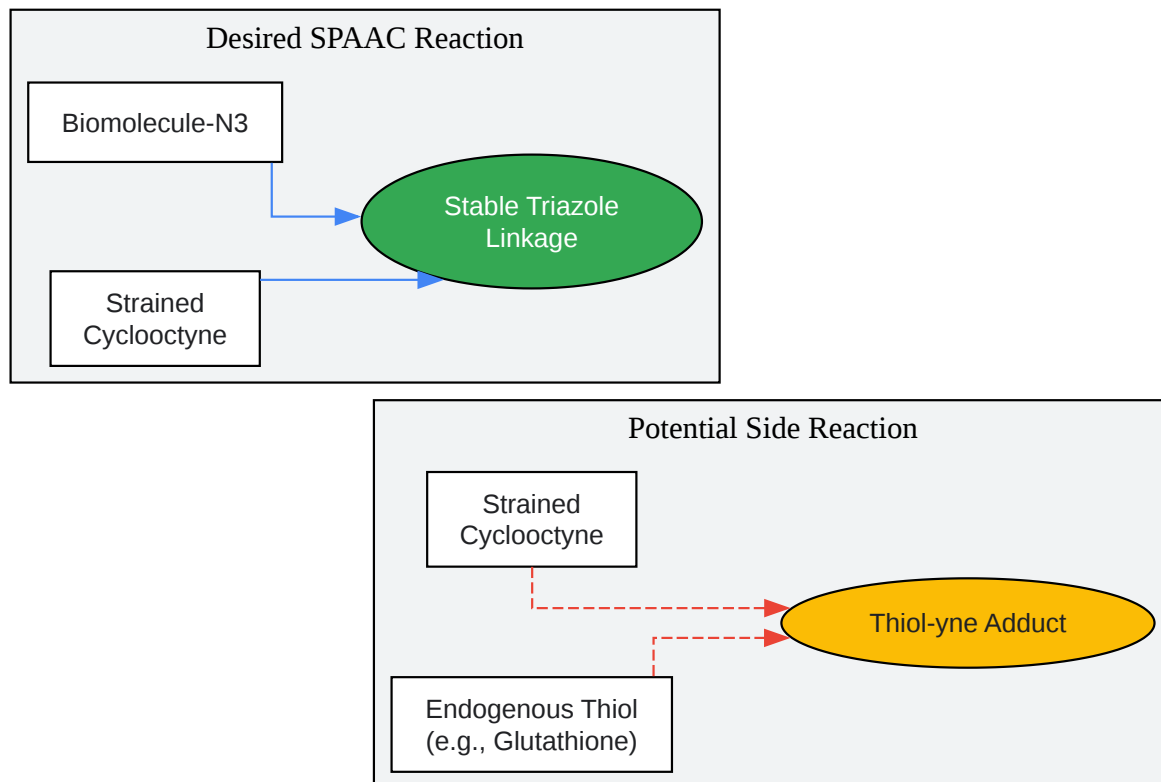 Desired SPAAC Reaction
Biomolecule-N3
Stable Triazole
Linkage
Strained
Cyclooctyne
Potential Side Reaction
Strained
Cyclooctyne
Thiol-yne Adduct
Endogenous Thiol
(e.g., Glutathione)